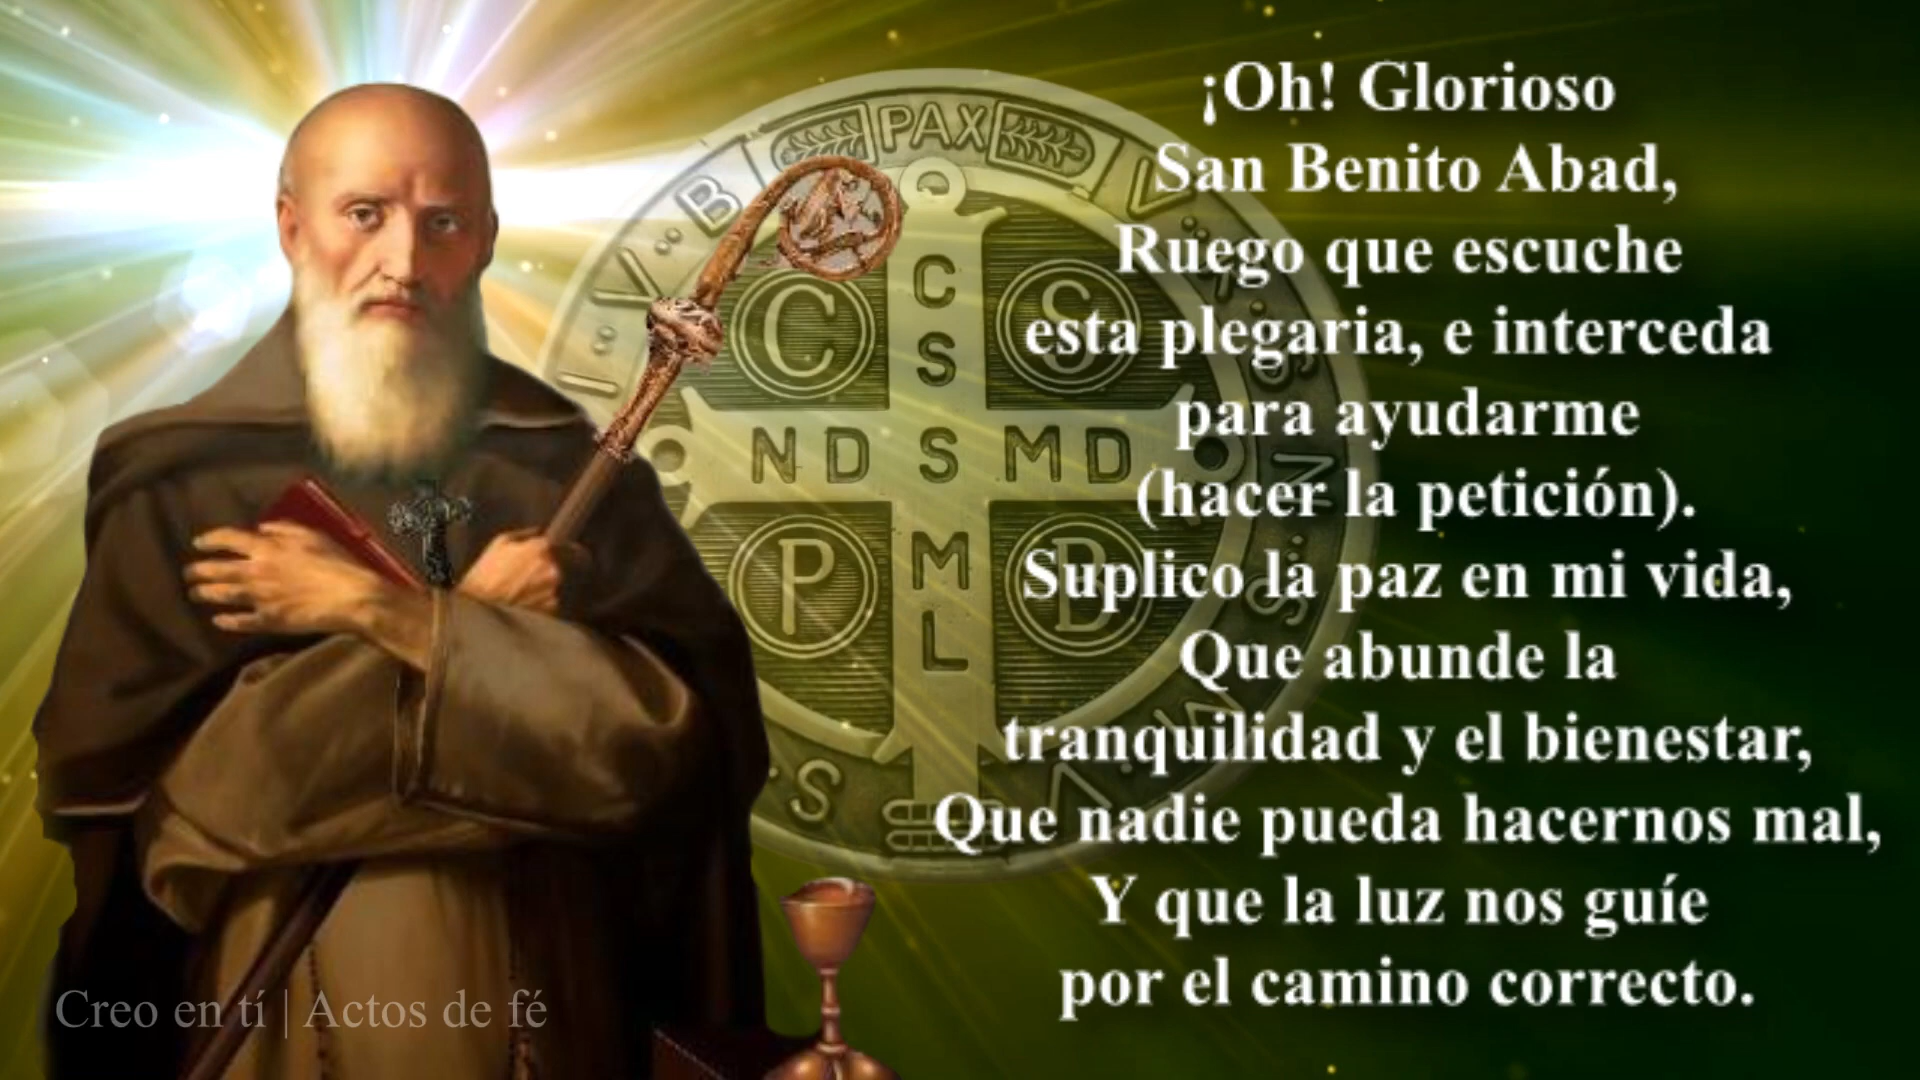 ¡Oh! Glorioso
San Benito Abad,
Ruego que escuche
esta plegaria, e interceda
para ayudarme
(hacer la petición).
Suplico la paz en mi vida,
Que abunde la
tranquilidad y el bienestar,
Que nadie pueda hacernos mal,
Y que la luz nos guíe
por el camino correcto.
PAX
I · V · B
V
C S
C
S
N D S M D
M
L
P B
S
Creo en tí | Actos de fé